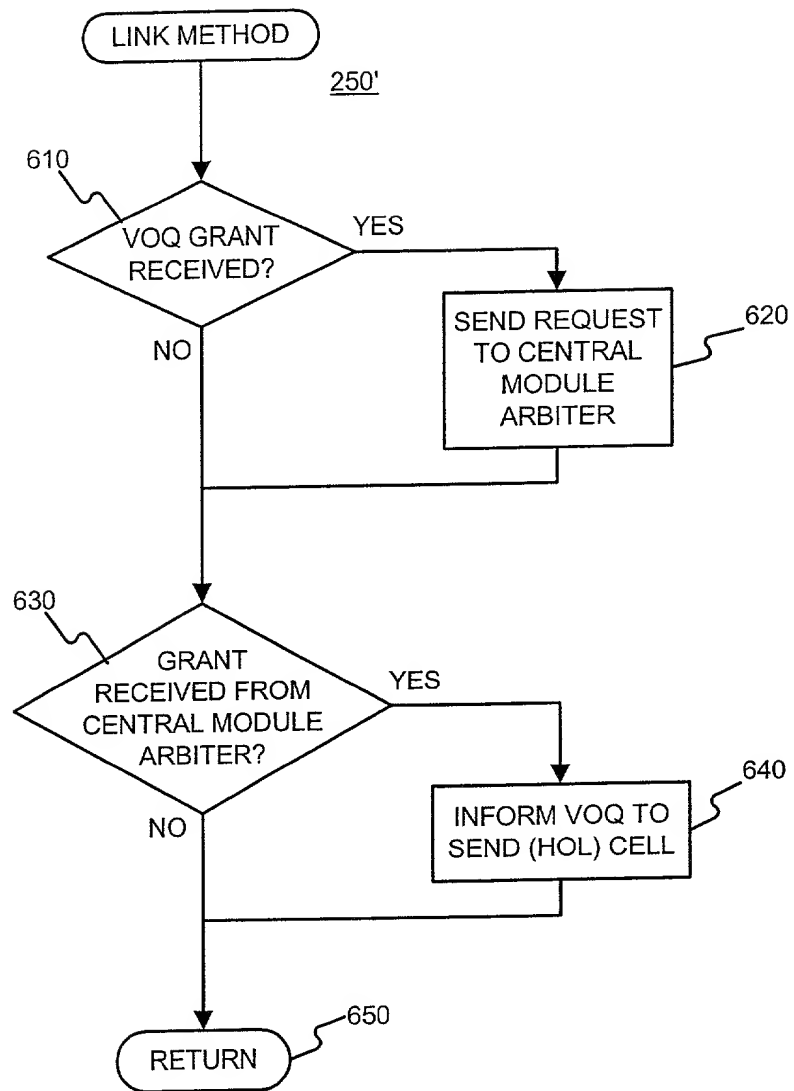 LINK METHOD
250'
610
VOQ GRANT
RECEIVED?
YES
NO
SEND REQUEST
TO CENTRAL
MODULE
ARBITER
620
630
GRANT
RECEIVED FROM
CENTRAL MODULE
ARBITER?
YES
NO
INFORM VOQ TO
SEND (HOL) CELL
640
RETURN
650